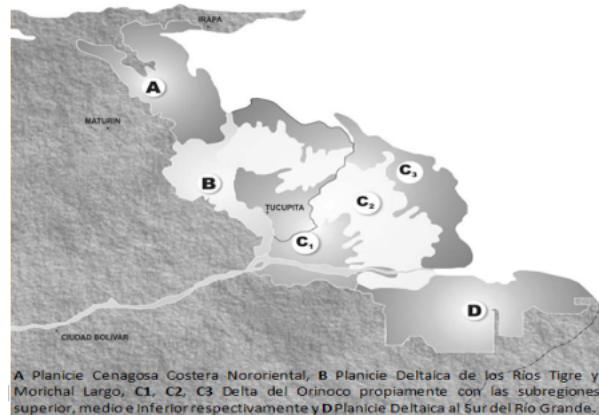 IRAPA
A
MATURIN
C3
B
C2
TUCUPITA
C1
D
CIUDAD BOLIVAR
A Planicie Cenagosa Costera Nororiental, B Planicie Deltaica de los Ríos Tigre y
Morichal Largo, C1, C2, C3 Delta del Orinoco propiamente con las subregiones
superior, medio e Inferior respectivamente y D Planicie Deltaica al Sur del Río Grande.